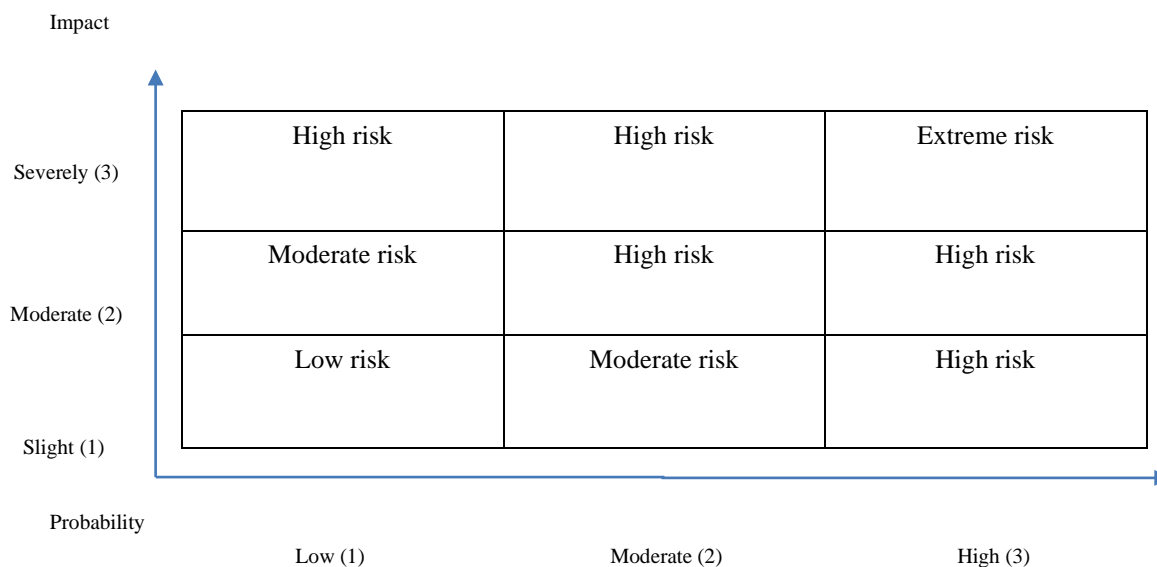 Impact
High risk High risk Extreme risk
Severely (3)
Moderate risk High risk High risk
Moderate (2)
Low risk Moderate risk High risk
Slight (1)
Probability
Low (1) Moderate (2) High (3)